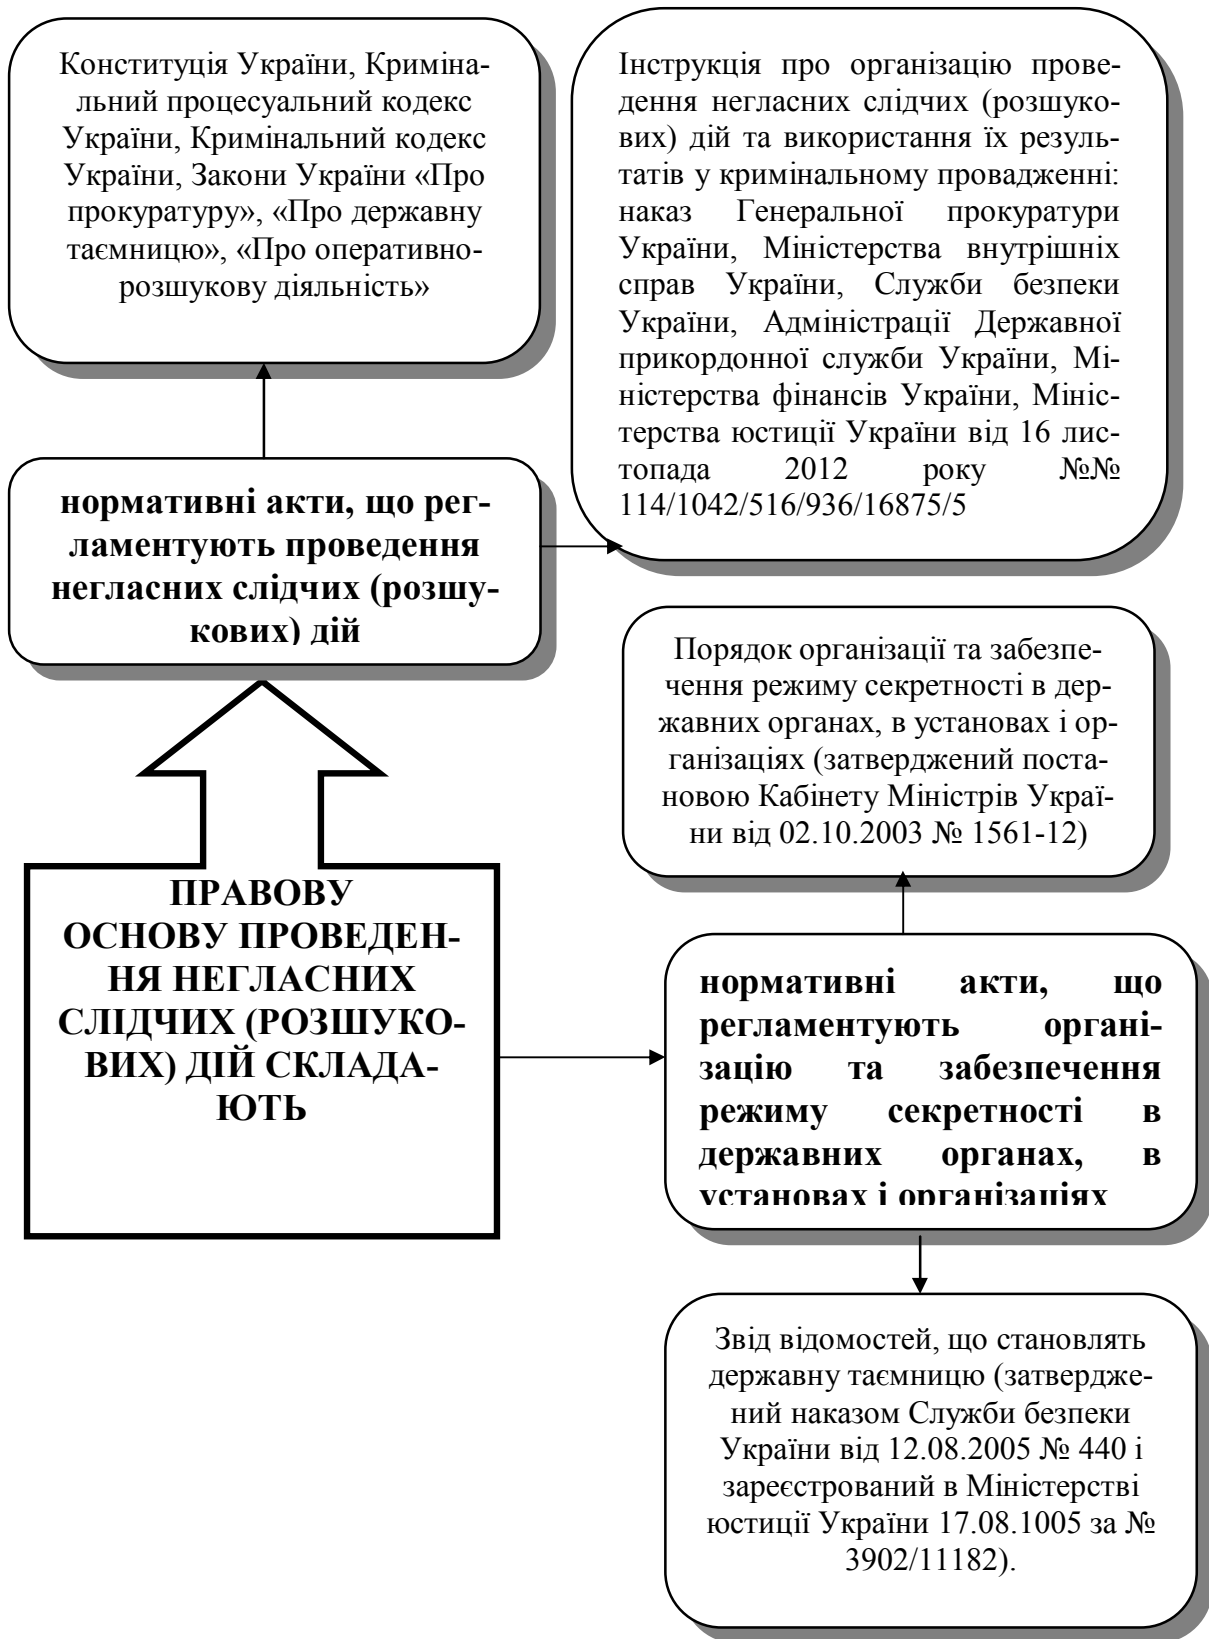 Конституція України, Криміна-
льний процесуальний кодекс
України, Кримінальний кодекс
України, Закони України «Про
прокуратуру», «Про державну
таємницю», «Про оперативно-
розшукову діяльність»
Інструкція про організацію прове-
дення негласних слідчих (розшуко-
вих) дій та використання їх резуль-
татів у кримінальному провадженні:
наказ Генеральної прокуратури
України, Міністерства внутрішніх
справ України, Служби безпеки
України, Адміністрації Державної
прикордонної служби України, Мі-
ністерства фінансів України, Мініс-
терства юстиції України від 16 лис-
топада 2012 року №№
114/1042/516/936/16875/5
нормативні акти, що рег-
ламентують проведення
негласних слідчих (розшу-
кових) дій
Порядок організації та забезпе-
чення режиму секретності в дер-
жавних органах, в установах і ор-
ганізаціях (затверджений поста-
новою Кабінету Міністрів Украї-
ни від 02.10.2003 № 1561-12)
ПРАВОВУ
ОСНОВУ ПРОВЕДЕН-
НЯ НЕГЛАСНИХ
СЛІДЧИХ (РОЗШУКО-
ВИХ) ДІЙ СКЛАДА-
ЮТЬ
нормативні акти, що
регламентують органі-
зацію та забезпечення
режиму секретності в
державних органах, в
установах і організаціях
Звід відомостей, що становлять
державну таємницю (затвердже-
ний наказом Служби безпеки
України від 12.08.2005 № 440 і
зареєстрований в Міністерстві
юстиції України 17.08.1005 за №
3902/11182).